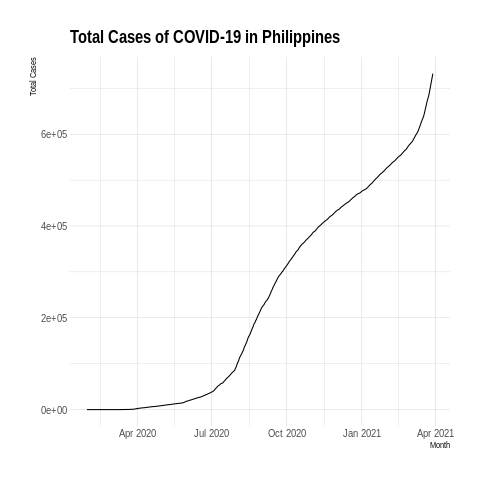 Total Cases of COVID-19 in Philippines
Total Cases
6e+05
4e+05
2e+05
0e+00
Apr 2020 Jul 2020 Oct 2020 Jan 2021 Apr 2021
Month